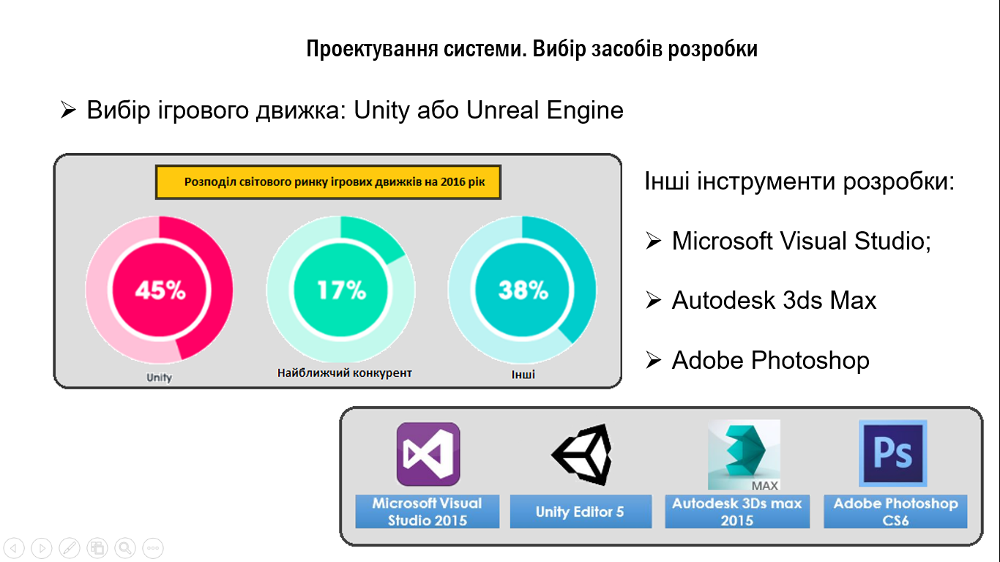 Проектування системи. Вибір засобів розробки
➢ Вибір ігрового движка: Unity або Unreal Engine
Розподіл світового ринку ігрових движків на 2016 рік
45%
17%
38%
Unity
Найближчий конкурент
Інші
Інші інструменти розробки:
➢ Microsoft Visual Studio;
➢ Autodesk 3ds Max
➢ Adobe Photoshop
MAX
Ps
Microsoft Visual
Studio 2015
Unity Editor 5
Autodesk 3Ds max
2015
Adobe Photoshop
CS6